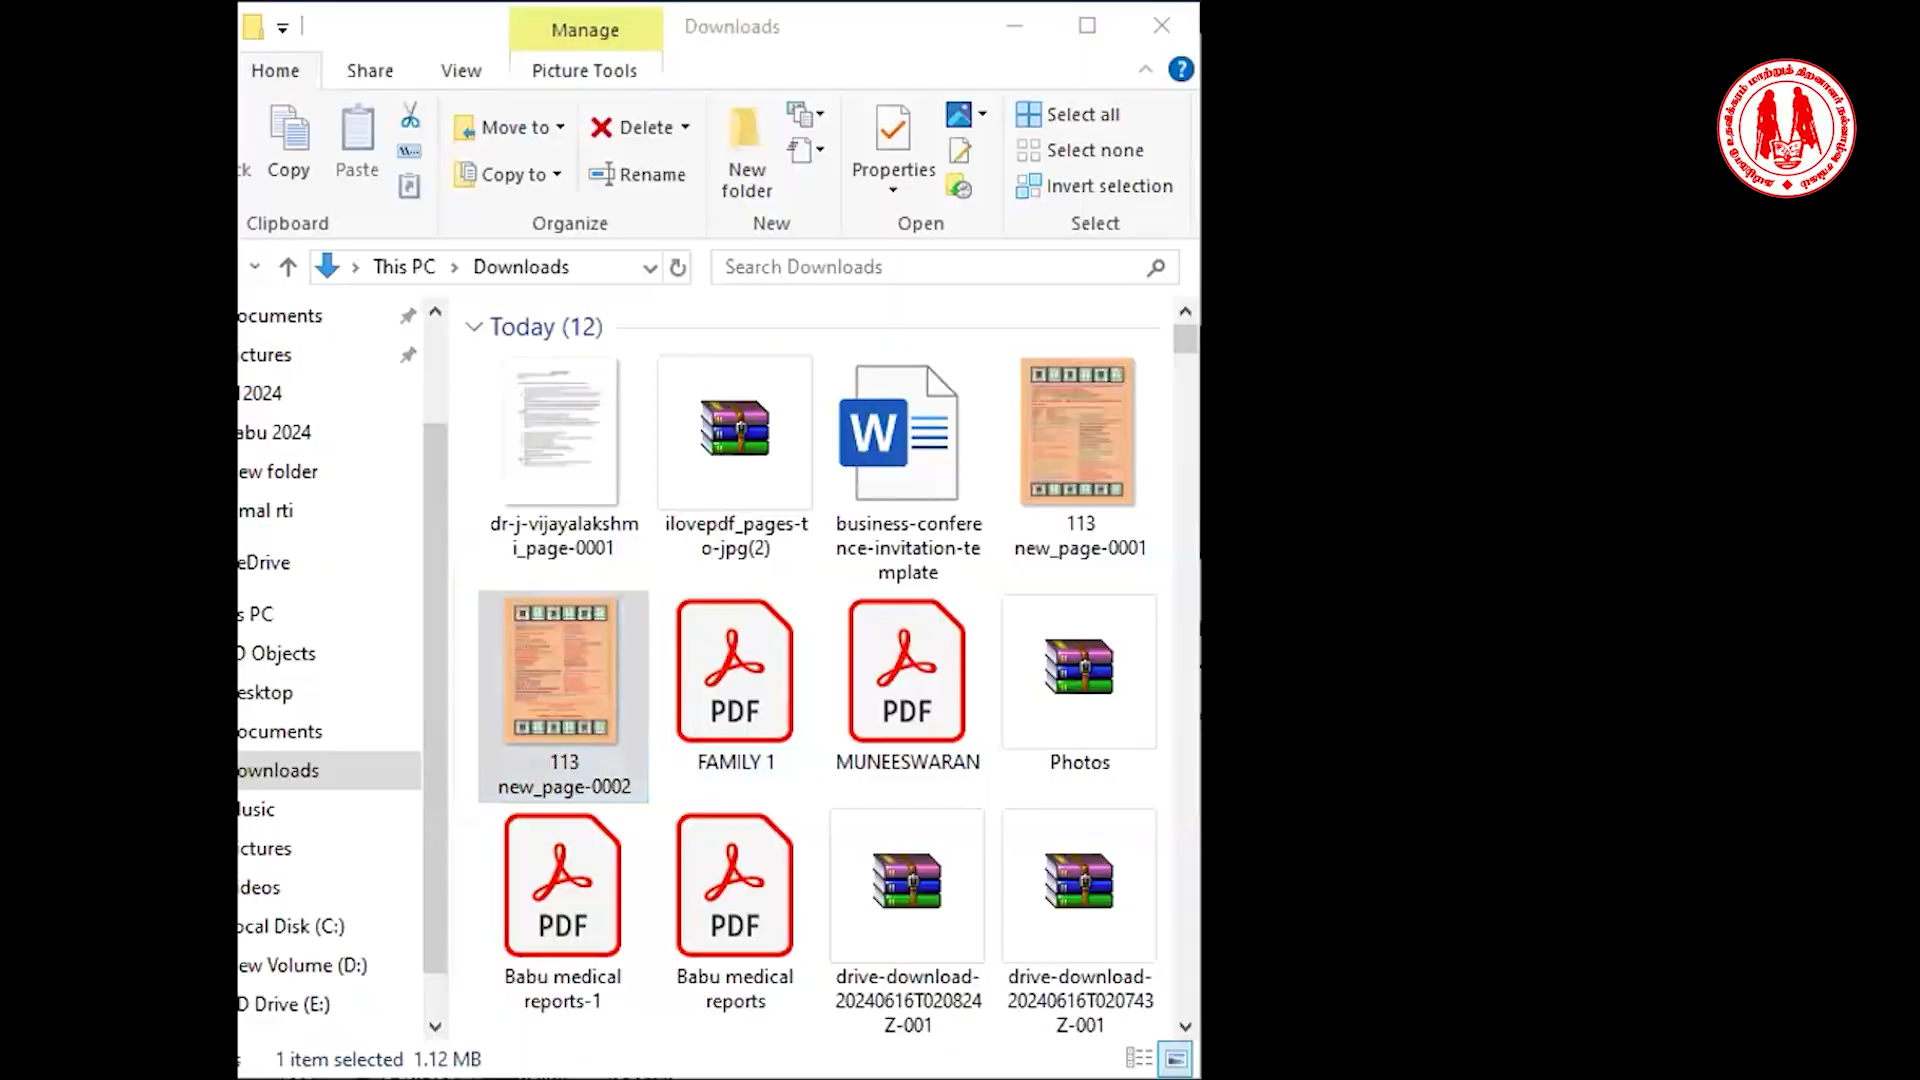 Manage
Downloads
Home
Share
View
Picture Tools
Copy
Paste
Clipboard
Move to
Copy to
Delete
Rename
Organize
New
folder
New
Properties
Open
Select all
Select none
Invert selection
Select
This PC
Downloads
Search Downloads
ocuments
ictures
2024
abu 2024
ew folder
mal rti
eDrive
s PC
D Objects
esktop
ocuments
ownloads
usic
ictures
ideos
ocal Disk (C:)
ew Volume (D:)
D Drive (E:)
Today (12)
dr-j-vijayalakshm
i_page-0001
ilovepdf_pages-t
o-jpg(2)
business-confere
nce-invitation-te
mplate
113
new_page-0001
113
new_page-0002
PDF
FAMILY 1
PDF
MUNEESWARAN
Photos
PDF
Babu medical
reports-1
PDF
Babu medical
reports
drive-download-
20240616T020824
Z-001
drive-download-
20240616T020743
Z-001
1 item selected 1.12 MB